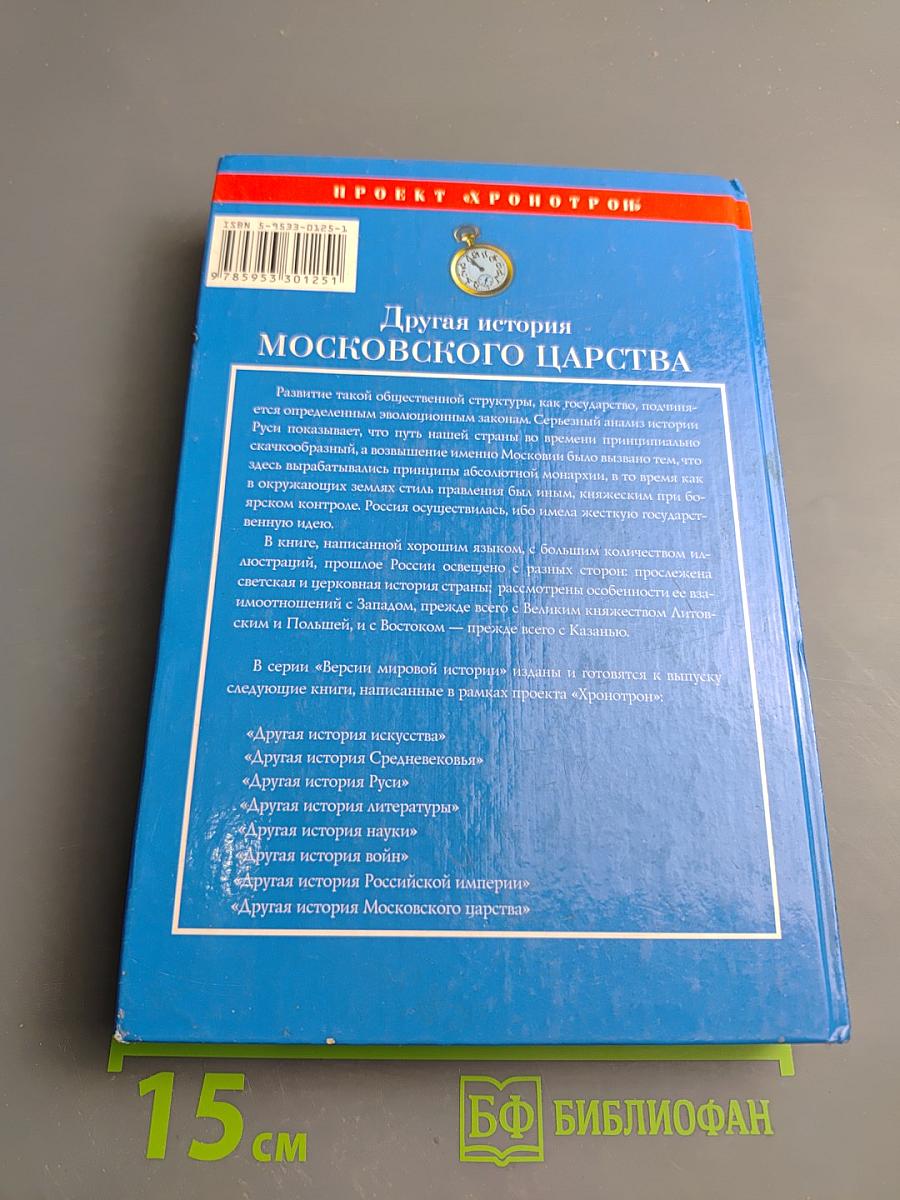 ПРОЕКТ «ХРОНОТРОН»
ISBN 5-9533-0125-1
9785953301251
Другая история
МОСКОВСКОГО ЦАРСТВА
Развитие такой общественной структуры, как государство, подчиня-
ется определенным эволюционным законам. Серьезный анализ истории
Руси показывает, что путь нашей страны во времени принципиально
скачкообразный, а возвышение именно Московии было вызвано тем, что
здесь вырабатывались принципы абсолютной монархии, в то время как
в окружающих землях стиль правления был иным, княжеским при бо-
ярском контроле. Россия осуществилась, ибо имела жесткую государст-
венную идею.
В книге, написанной хорошим языком, с большим количеством ил-
люстраций, прошлое России освещено с разных сторон: прослежена
светская и церковная история страны; рассмотрены особенности ее вза-
имоотношений с Западом, прежде всего с Великим княжеством Литов-
ским и Польшей, и с Востоком — прежде всего с Казанью.
В серии «Версии мировой истории» изданы и готовятся к выпуску
следующие книги, написанные в рамках проекта «Хронотрон»:
«Другая история искусства»
«Другая история Средневековья»
«Другая история Руси»
«Другая история литературы»
«Другая история науки»
«Другая история войн»
«Другая история Российской империи»
«Другая история Московского царства»
15 см
БФ БИБЛИОФАН